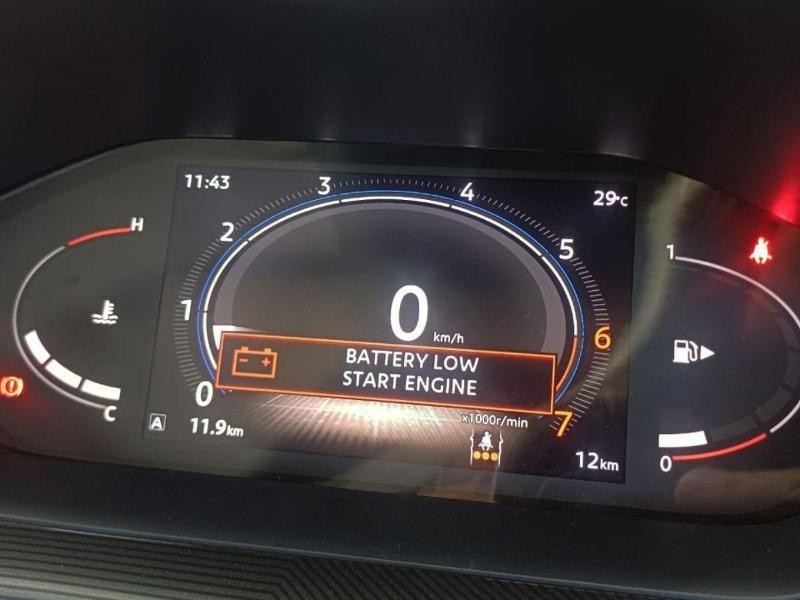 11:43
29°C
H
C
0
1
2
3
4
5
6
7
0
km/h
BATTERY LOW
START ENGINE
x1000r/min
A
11.9km
12km
1
0